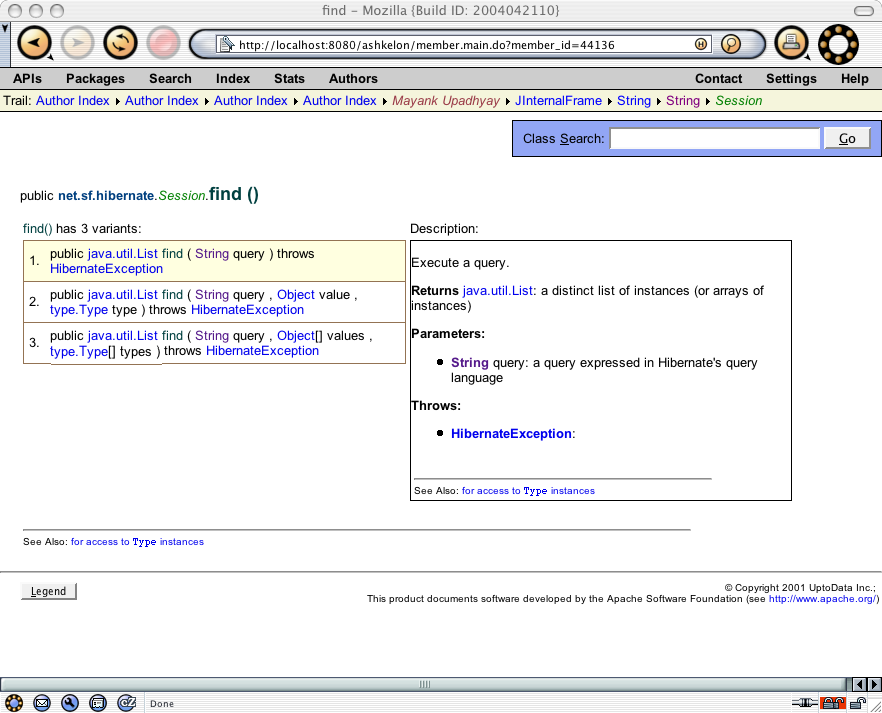 find – Mozilla {Build ID: 2004042110}
http://localhost:8080/ashkelon/member.main.do?member_id=44136
APIs Packages Search Index Stats Authors Contact Settings Help
Trail: Author Index Author Index Author Index Author Index Mayank Upadhyay JInternalFrame String String Session
Class Search: Go
public net.sf.hibernate.Session.find ()
find() has 3 variants:
1. public java.util.List find ( String query ) throws
HibernateException
2. public java.util.List find ( String query , Object value ,
type.Type type ) throws HibernateException
3. public java.util.List find ( String query , Object[] values ,
type.Type[] types ) throws HibernateException
Description:
Execute a query.
Returns java.util.List: a distinct list of instances (or arrays of
instances)
Parameters:
String query: a query expressed in Hibernate's query
language
Throws:
HibernateException:
See Also: for access to Type instances
See Also: for access to Type instances
Legend
© Copyright 2001 UptoData Inc.;
This product documents software developed by the Apache Software Foundation (see http://www.apache.org/)
Done